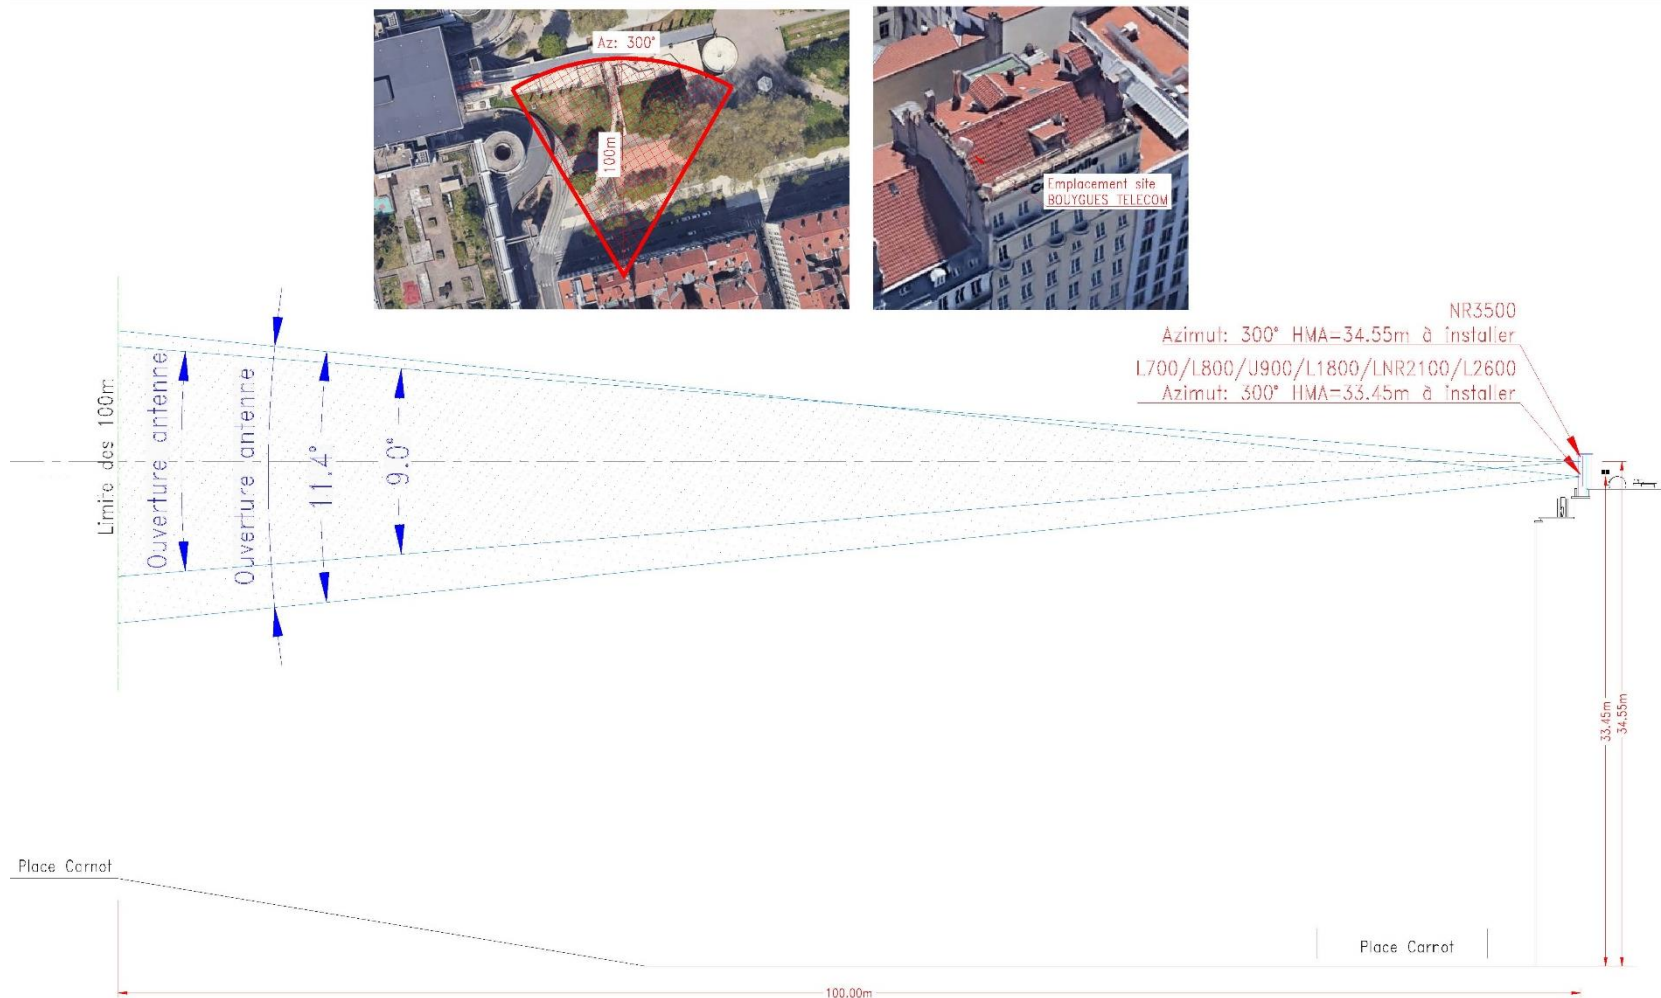 Az: 300°
100m
Emplacement site
BOUYGUES TELECOM
NR3500
Azimut: 300° HMA=34.55m à installer
L700/L800/U900/L1800/LNR2100/L2600
Azimut: 300° HMA=33.45m à installer
Limite des 100m
Ouverture antenne
Ouverture antenne
11.4°
9.0°
33.45m
34.55m
Place Carnot
Place Carnot
100.00m